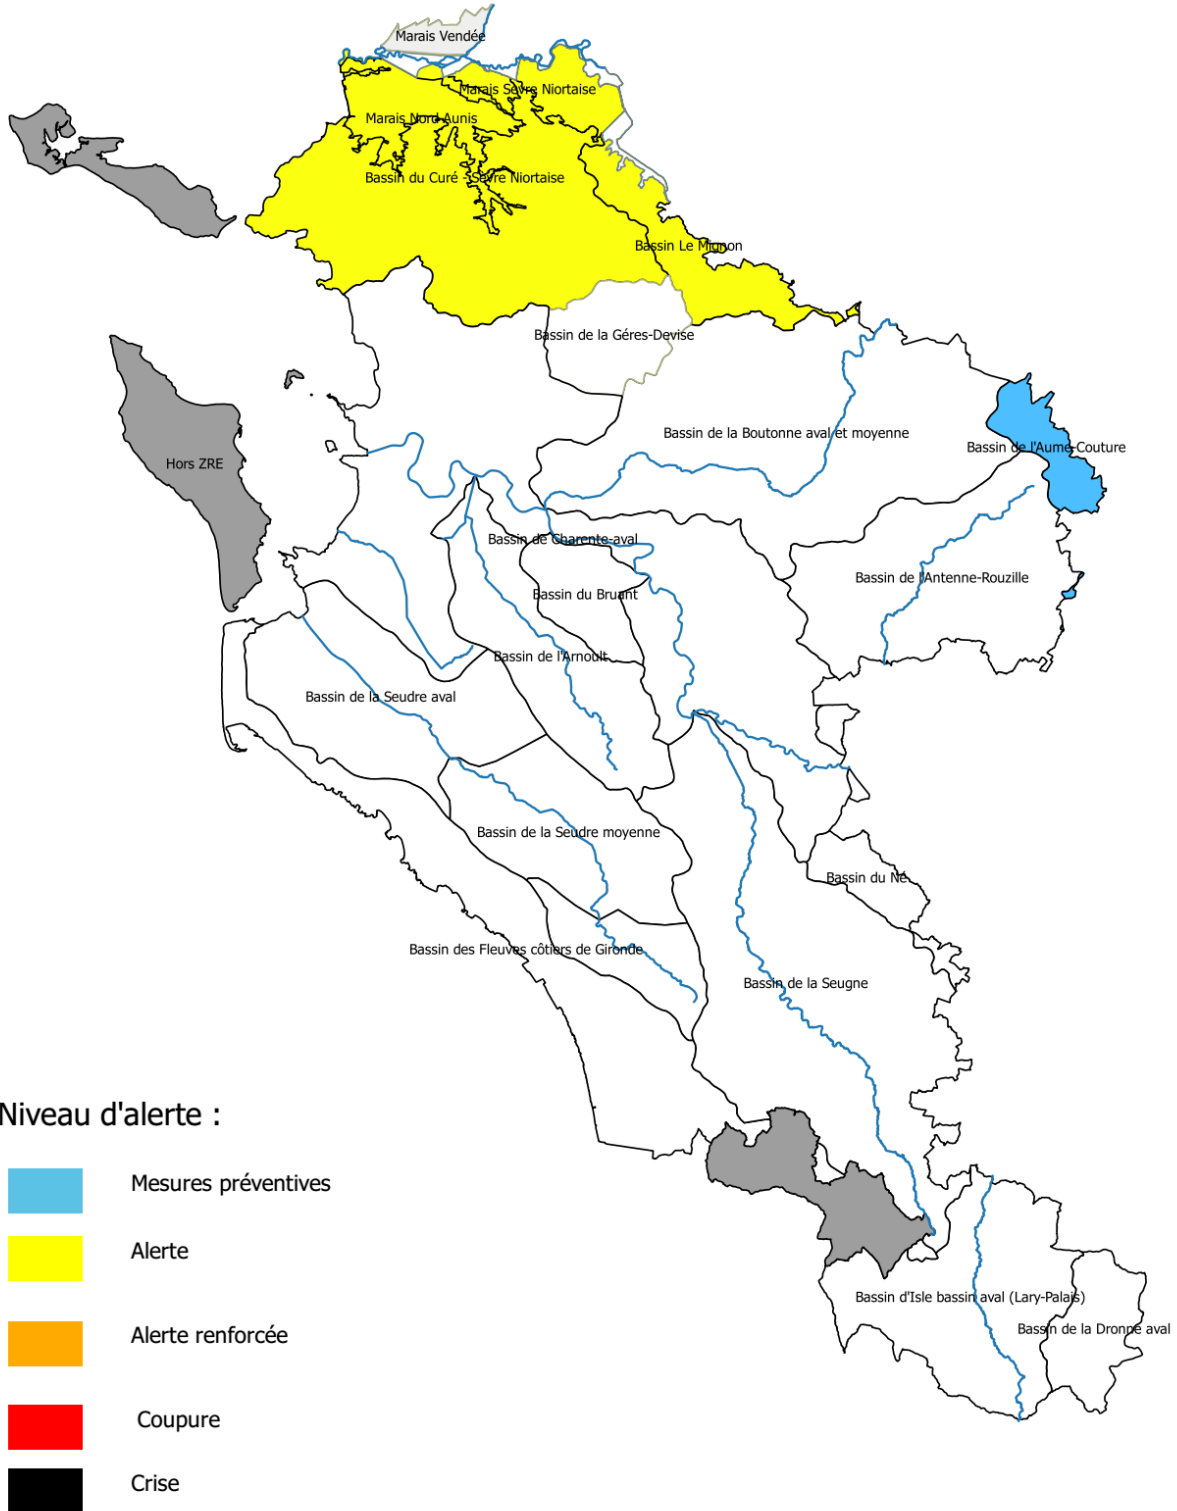 Marais Vendée
Marais Sèvre Niortaise
Marais Nord Aunis
Bassin du Curé - Sèvre Niortaise
Bassin Le Mignon
Bassin de la Géres-Devise
Bassin de la Boutonne aval et moyenne
Bassin de l'Aume-Couture
Hors ZRE
Bassin de Charente-aval
Bassin de l'Antenne-Rouzille
Bassin du Bruant
Bassin de l'Arnoult
Bassin de la Seudre aval
Bassin de la Seudre moyenne
Bassin du Né
Bassin des Fleuves côtiers de Gironde
Bassin de la Seugne
Niveau d'alerte :
Mesures préventives
Alerte
Bassin d'Isle bassin aval (Lary-Palais)
Bassin de la Dronne aval
Alerte renforcée
Coupure
Crise